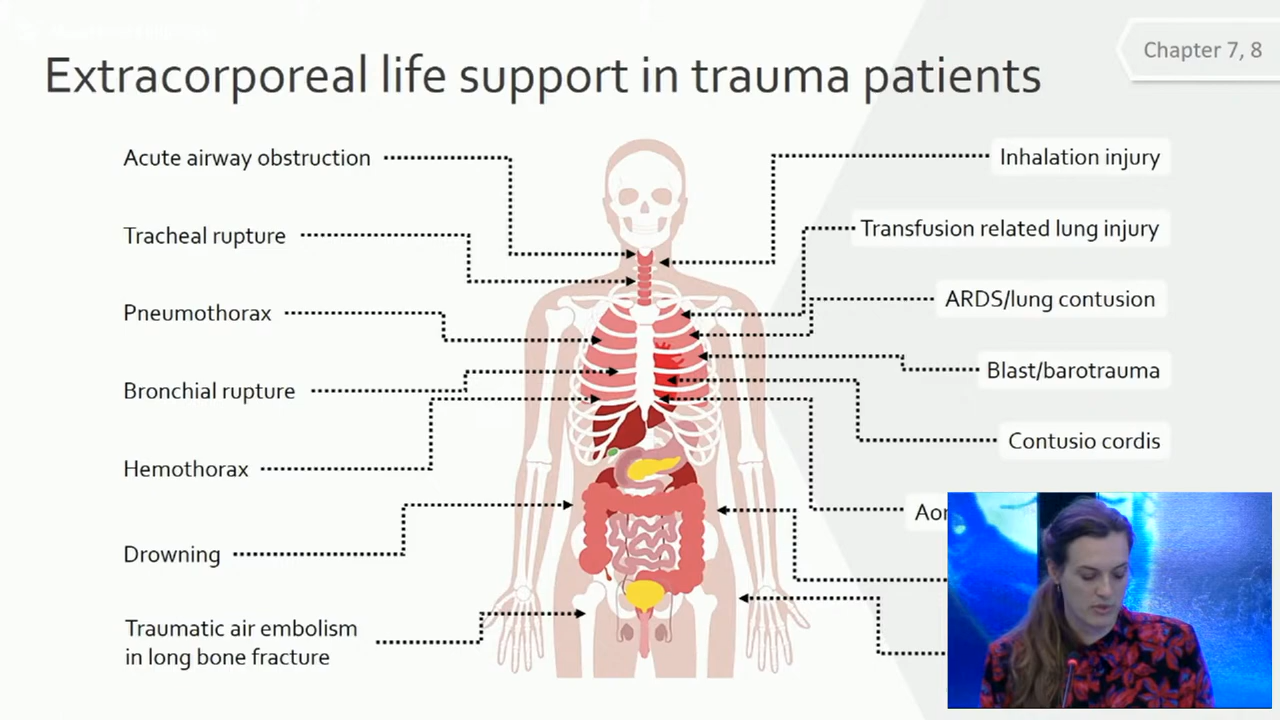 Chapter 7, 8
Extracorporeal life support in trauma patients
Acute airway obstruction
Tracheal rupture
Pneumothorax
Bronchial rupture
Hemothorax
Drowning
Traumatic air embolism
in long bone fracture
Inhalation injury
Transfusion related lung injury
ARDS/lung contusion
Blast/barotrauma
Contusio cordis